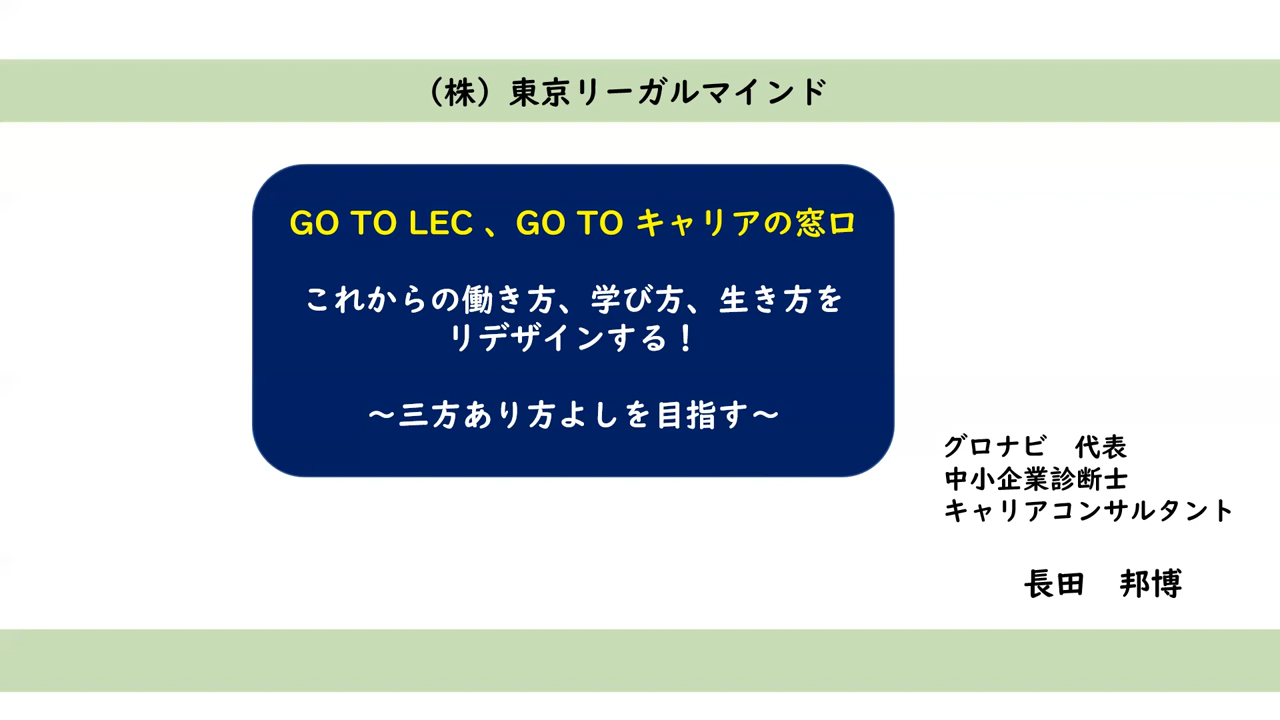 （株）東京リーガルマインド
GO TO LEC 、GO TO キャリアの窓口
これからの働き方、学び方、生き方を
リデザインする！
～三方あり方よしを目指す～
グロナビ　代表
中小企業診断士
キャリアコンサルタント
長田　邦博